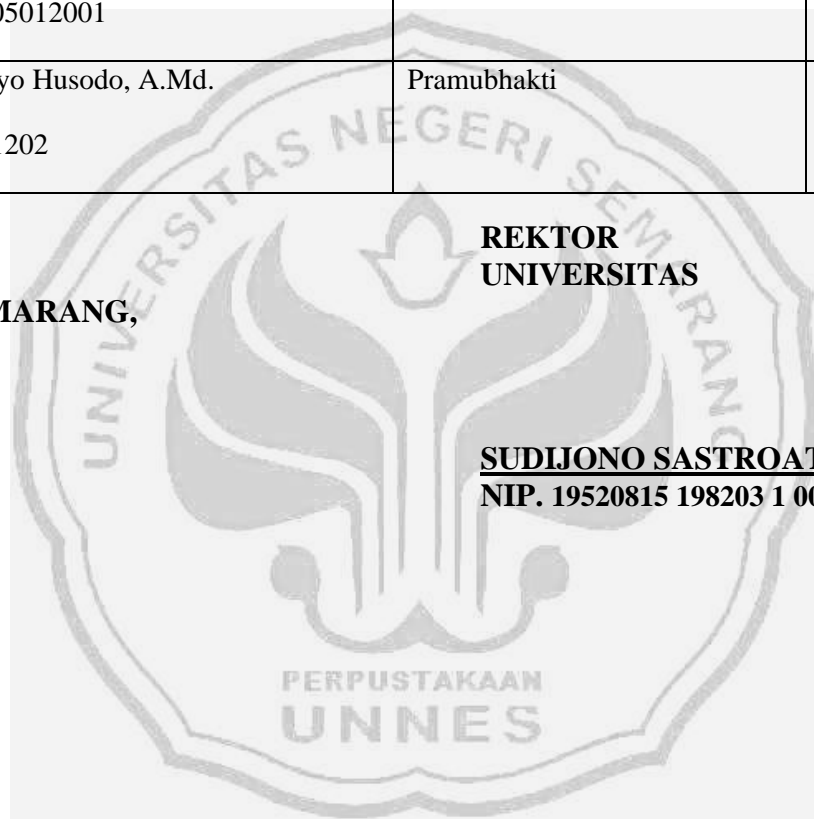 05012001
yo Husodo, A.Md.
Pramubhakti
1202
REKTOR
UNIVERSITAS
MARANG,
SUDIJONO SASTROAT
NIP. 19520815 198203 1 00
UNIVERSITAS NEGERI SEMARANG
PERPUSTAKAAN
UNNES